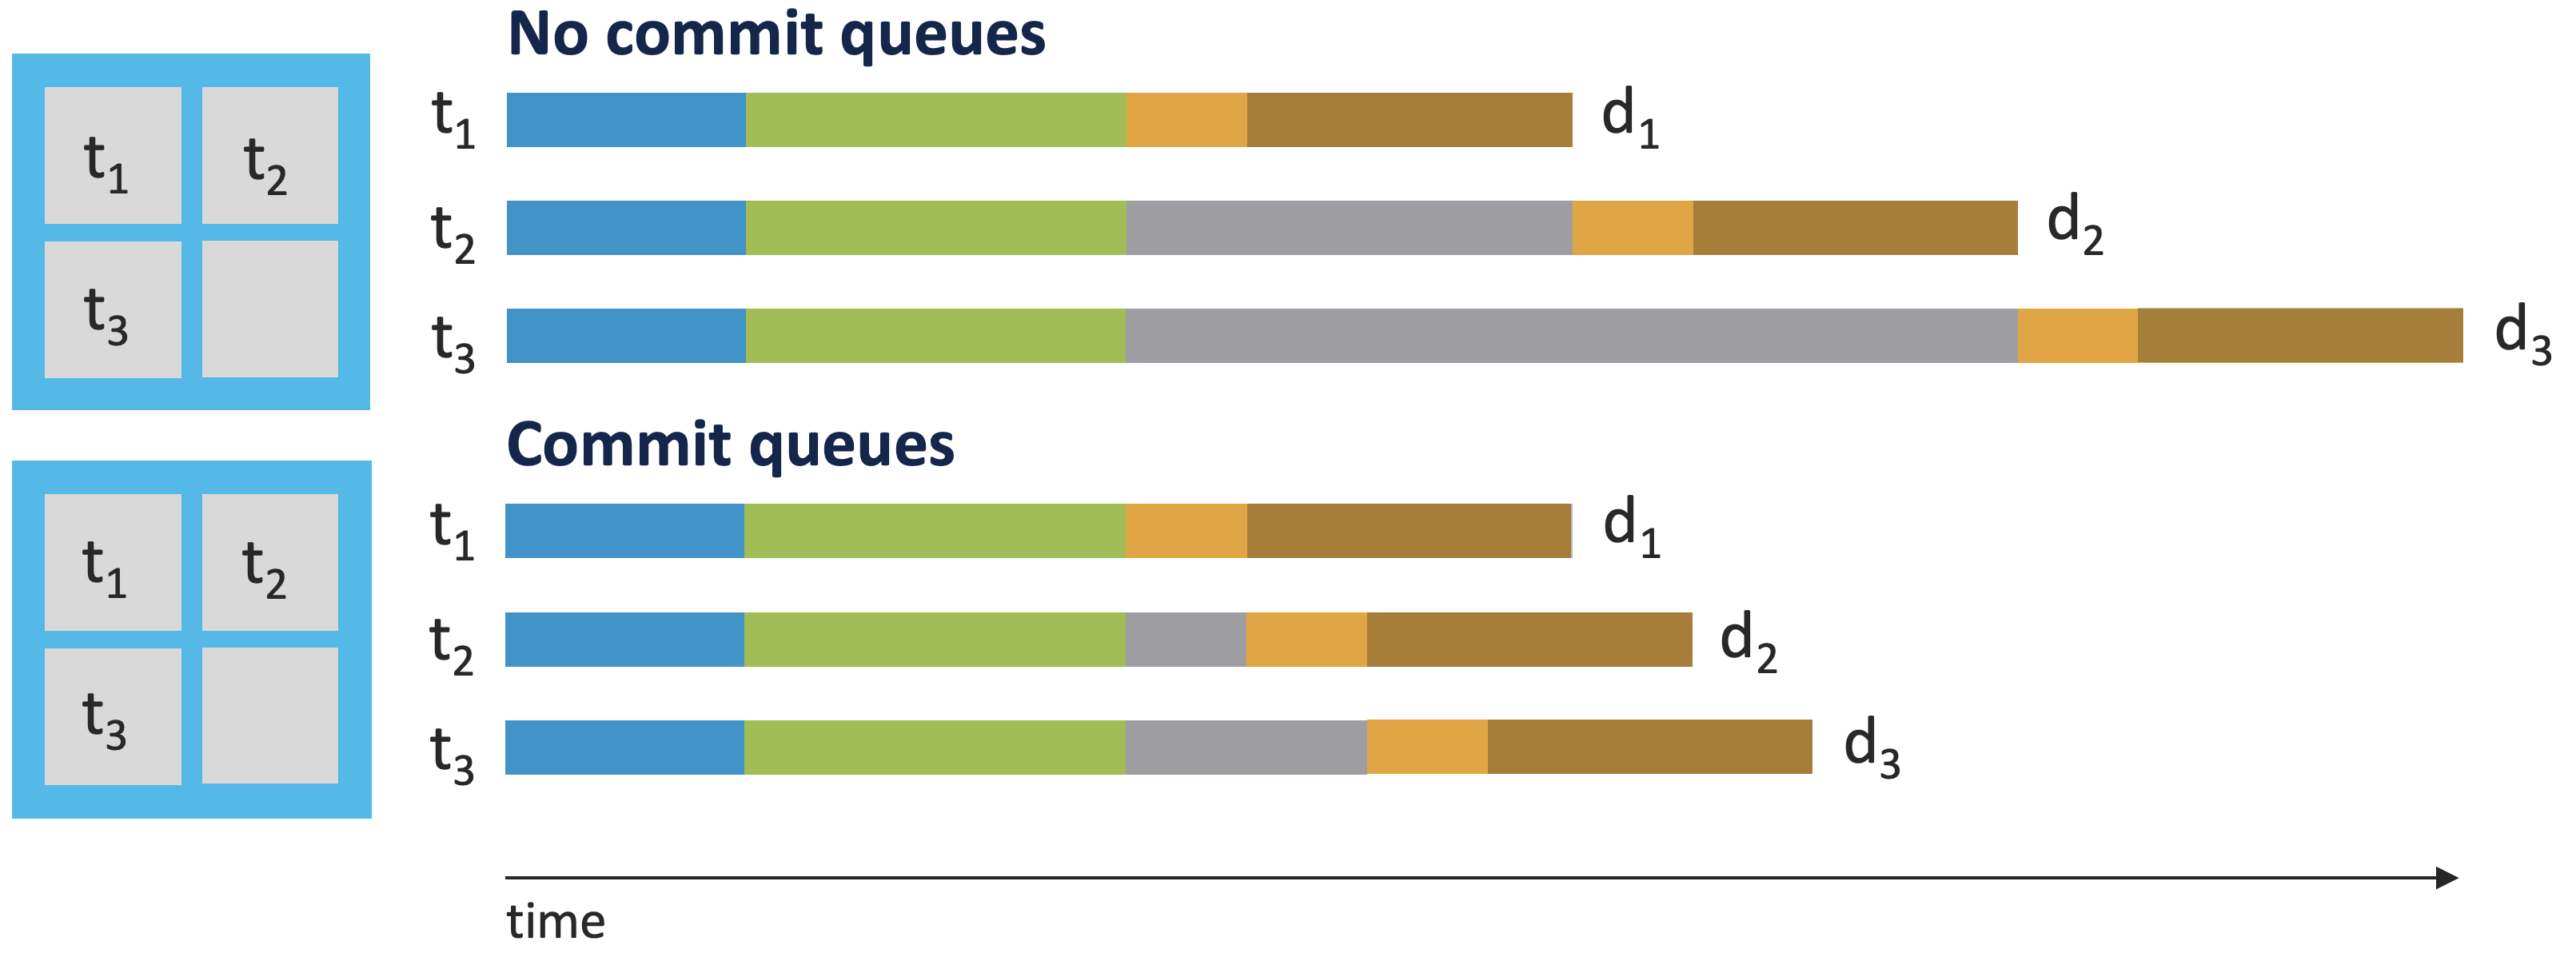 No commit queues
t1 t2
t3
t1 d1
t2 d2
t3 d3
Commit queues
t1 t2
t3
t1 d1
t2 d2
t3 d3
time